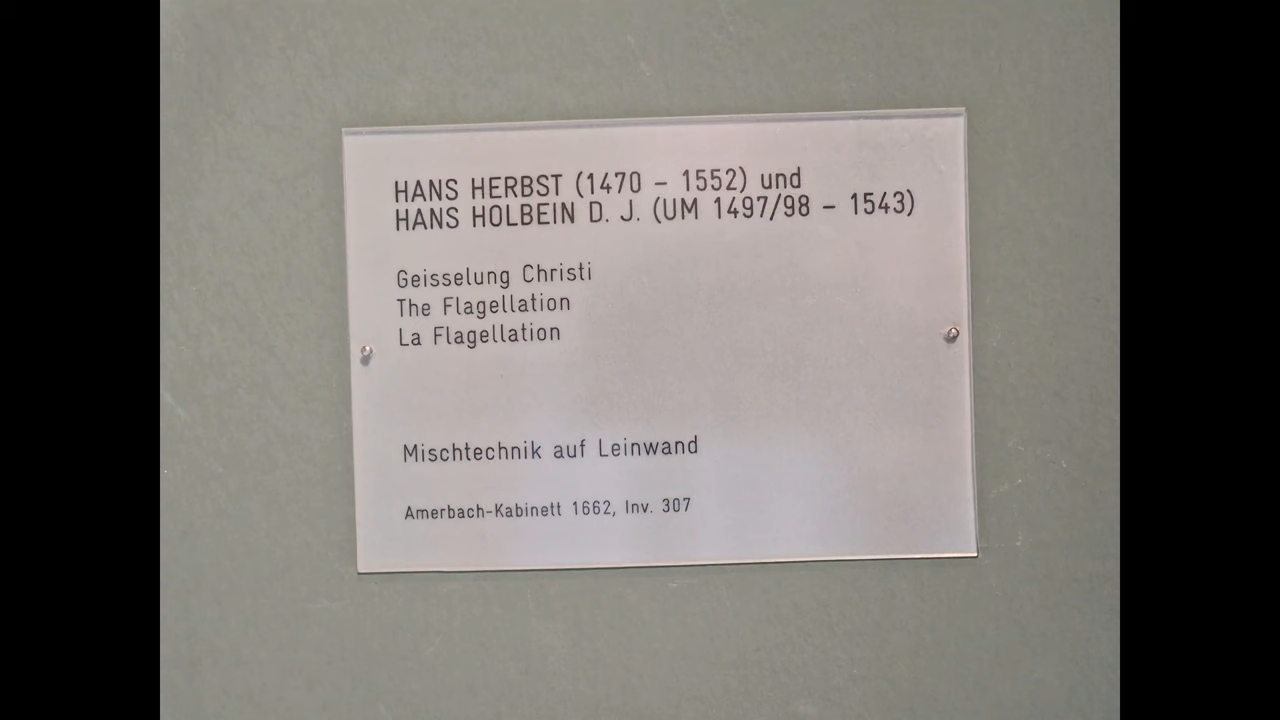 HANS HERBST (1470 – 1552) und
HANS HOLBEIN D. J. (UM 1497/98 – 1543)
Geisselung Christi
The Flagellation
La Flagellation
Mischtechnik auf Leinwand
Amerbach-Kabinett 1662, Inv. 307